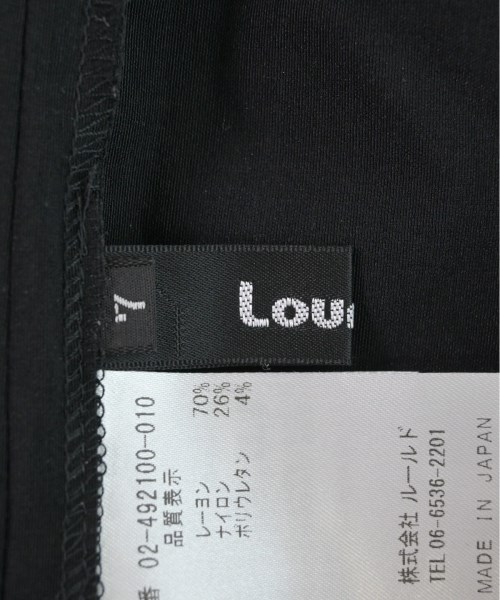 Lou.
番 02-492100-010
品質表示
レーヨン 70%
ナイロン 26%
ポリウレタン 4%
株式会社 ルールド
TEL.06-6536-2201
MADE IN JAPAN